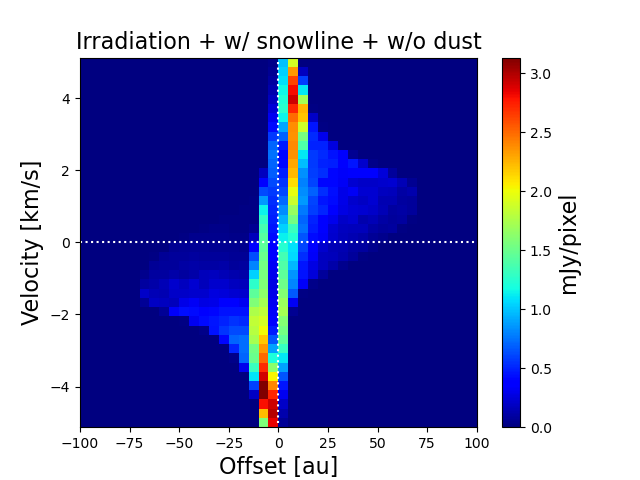 Irradiation + w/ snowline + w/o dust
4
2
0
−2
−4
Velocity [km/s]
−100 −75 −50 −25 0 25 50 75 100
Offset [au]
3.0
2.5
2.0
1.5
1.0
0.5
0.0
mJy/pixel